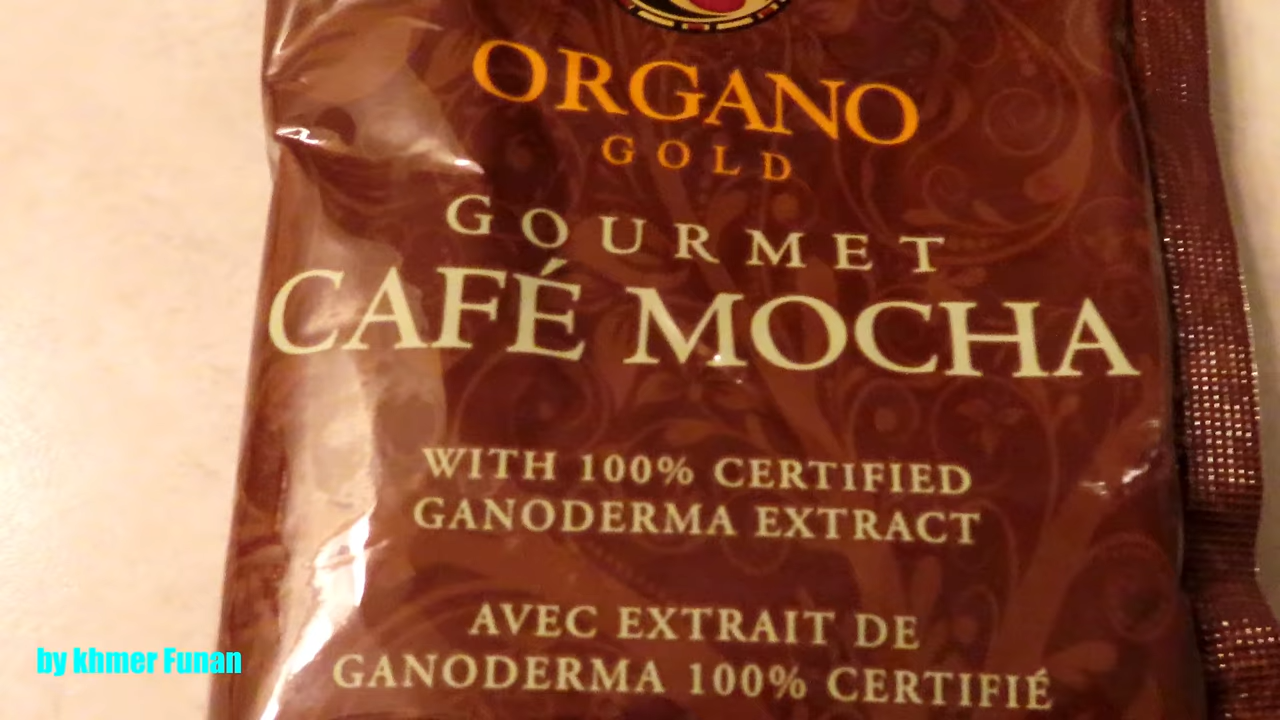 ORGANO
GOLD
GOURMET
CAFÉ MOCHA
WITH 100% CERTIFIED
GANODERMA EXTRACT
AVEC EXTRAIT DE
GANODERMA 100% CERTIFIÉ
by khmer Funan